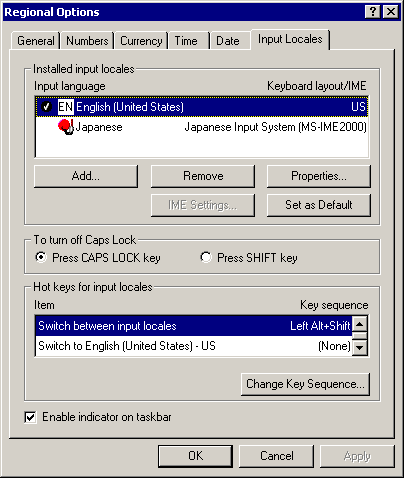 Regional Options
General Numbers Currency Time Date Input Locales
Installed input locales
Input language Keyboard layout/IME
EN English (United States) US
Japanese Japanese Input System (MS-IME2000)
Add... Remove Properties...
IME Settings... Set as Default
To turn off Caps Lock
Press CAPS LOCK key Press SHIFT key
Hot keys for input locales
Item Key sequence
Switch between input locales Left Alt+Shift
Switch to English (United States) - US (None)
Change Key Sequence...
Enable indicator on taskbar
OK Cancel Apply